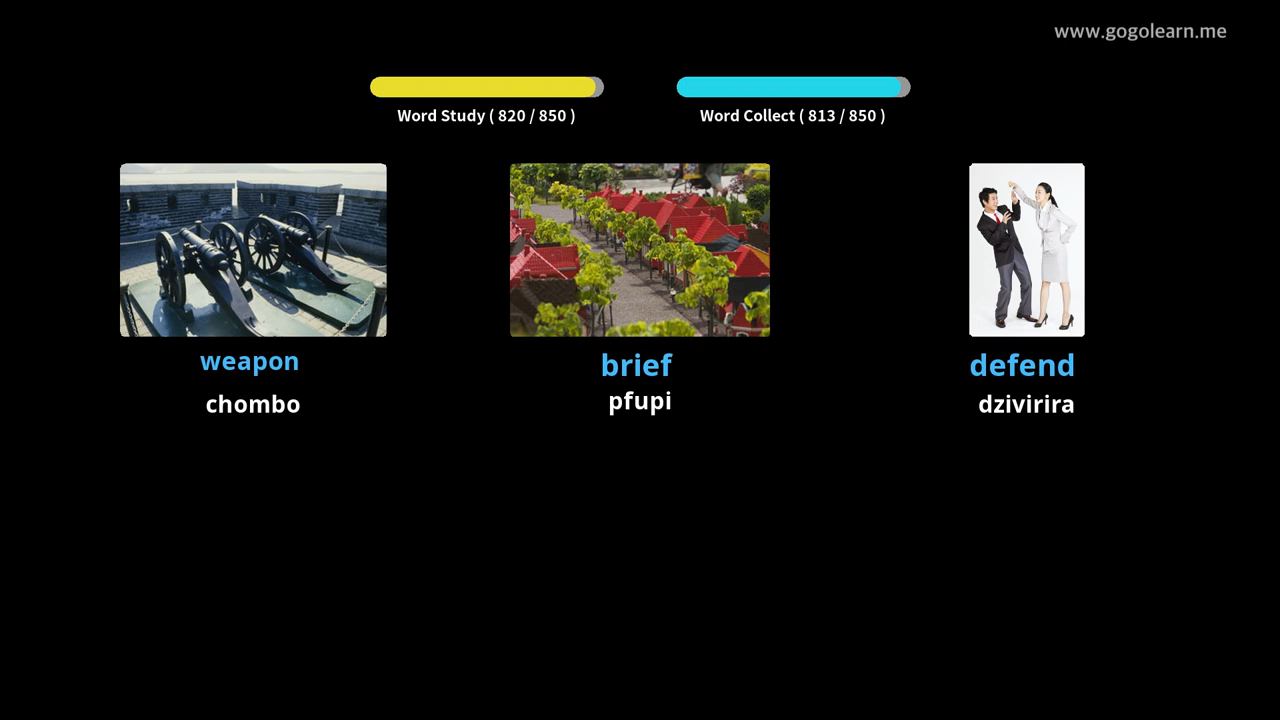 www.gogolearn.me
Word Study ( 820 / 850 )
Word Collect ( 813 / 850 )
weapon
chombo
brief
pfupi
defend
dzivirira